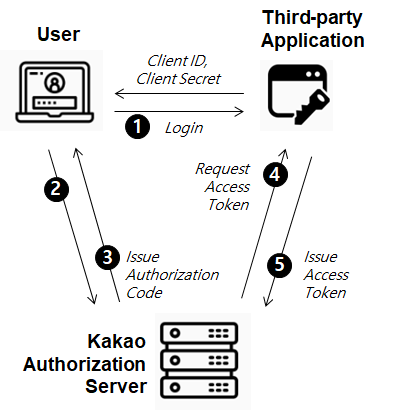 User
Third-party
Application
Client ID,
Client Secret
1
Login
2
3
Issue
Authorization
Code
Request
Access
Token
4
5
Issue
Access
Token
Kakao
Authorization
Server